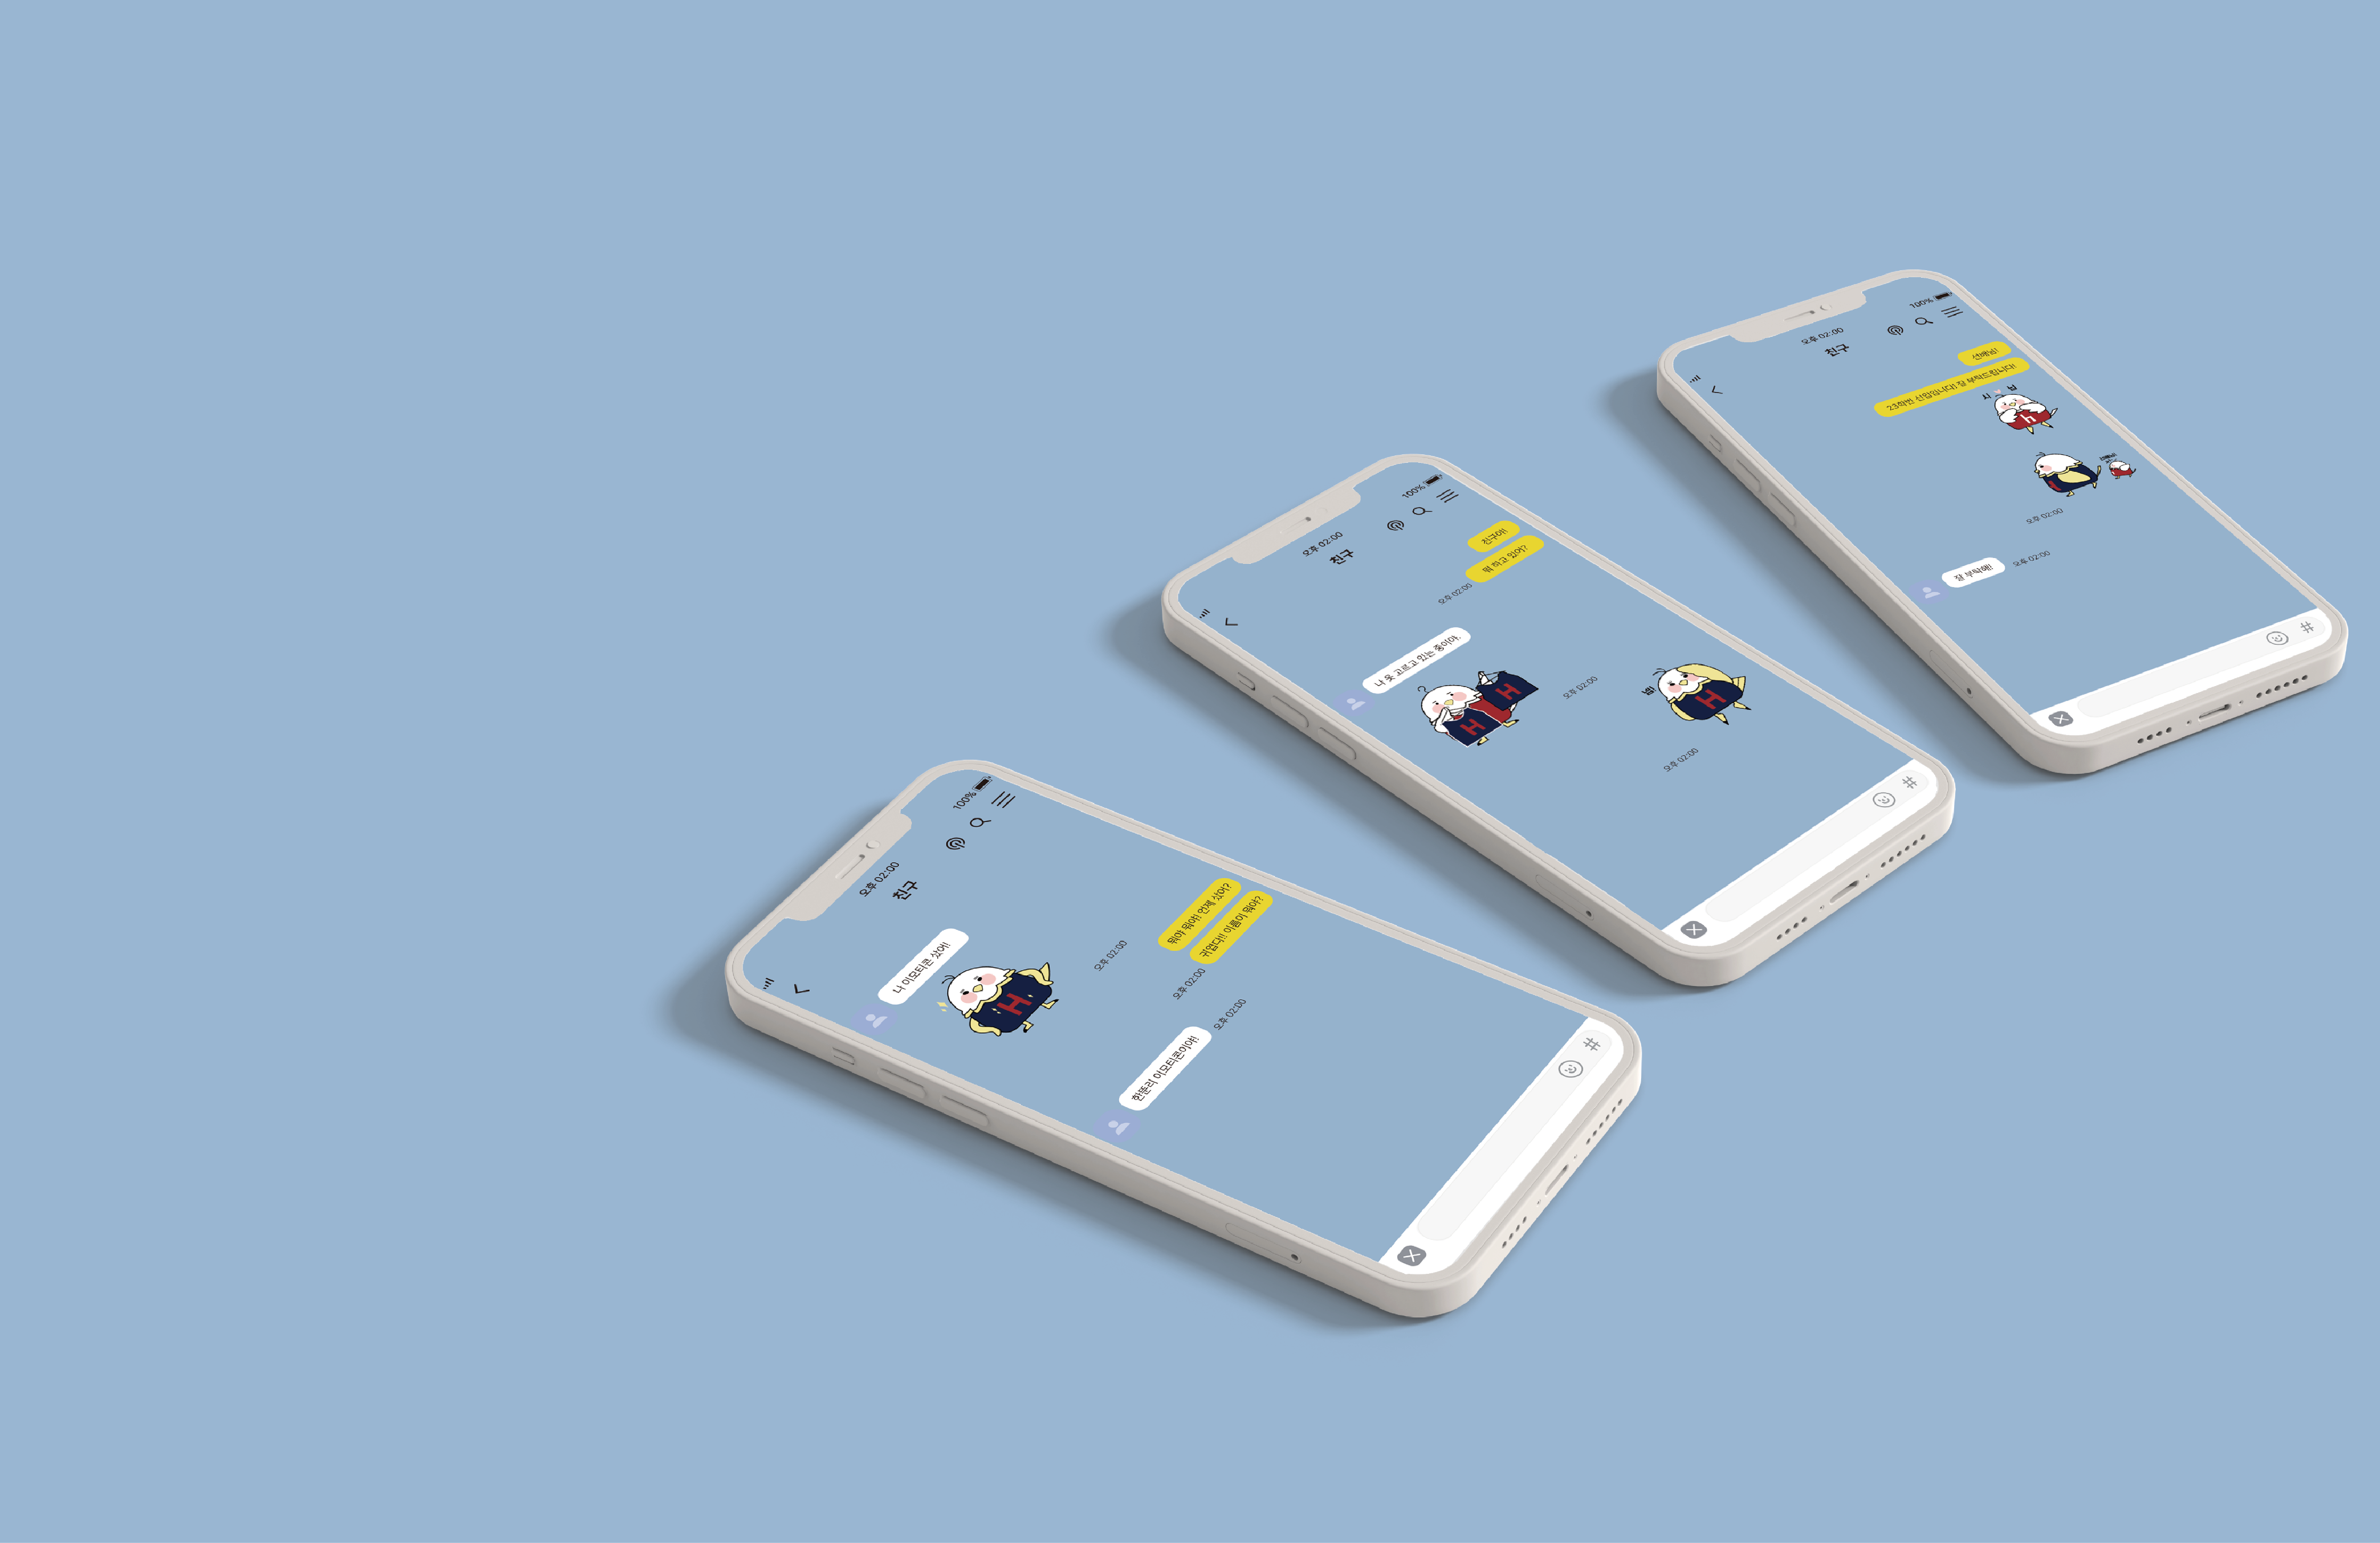 오후 02:00
100%
친구
나 이모티콘 샀어!!
H
오후 02:00
뭐야 뭐야!! 언제 샀어?
귀엽다!! 이름이 뭐야?
오후 02:00
한뚠리 이모티콘이야!
오후 02:00
#
오후 02:00
100%
친구
친구야!
뭐 하고 있어?
오후 02:00
나 옷 고르고 있는 중이야.
?
H
H
오후 02:00
H
오후 02:00
#
오후 02:00
100%
친구
선배님!
23학번 신입입니다! 잘 부탁드립니다!
h
오후 02:00
잘 부탁해!
오후 02:00
#